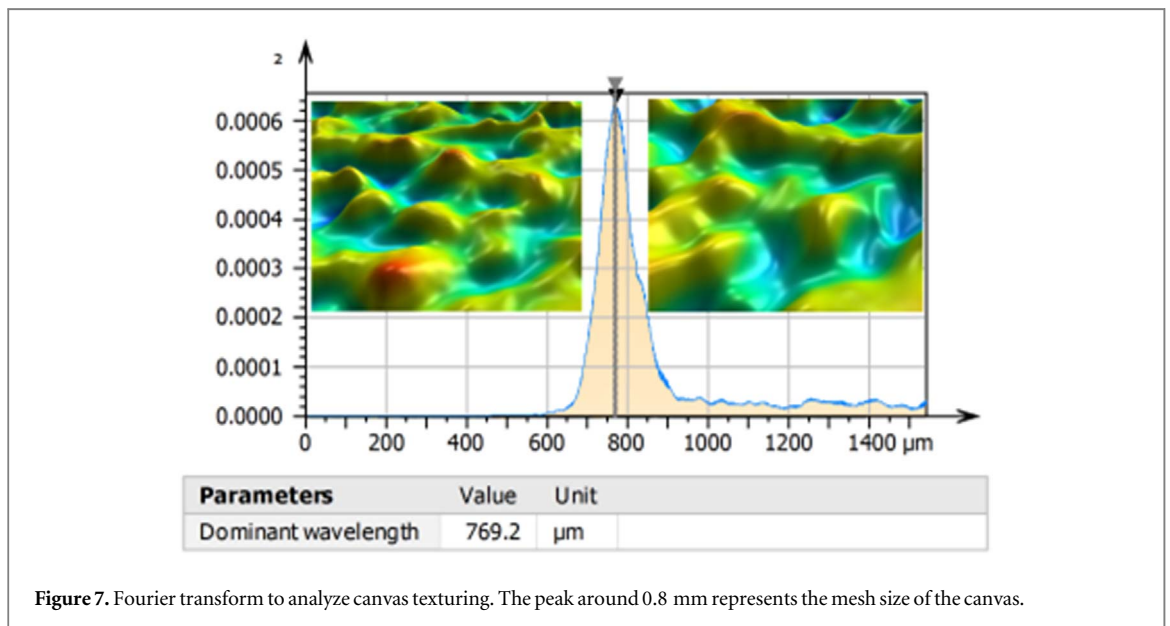 2
0.0006
0.0005
0.0004
0.0003
0.0002
0.0001
0.0000
0 200 400 600 800 1000 1200 1400 µm
Parameters Value Unit
Dominant wavelength 769.2 µm
Figure 7. Fourier transform to analyze canvas texturing. The peak around 0.8 mm represents the mesh size of the canvas.